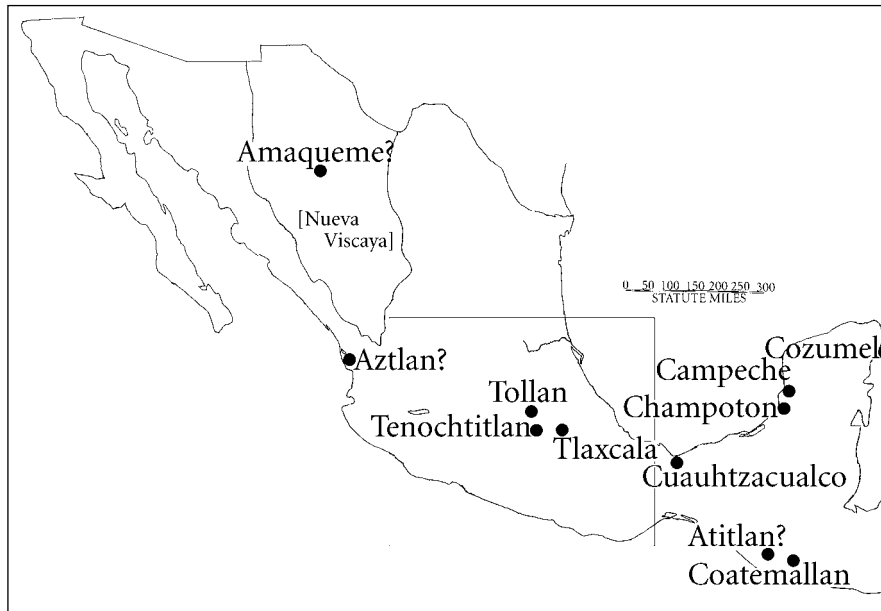 Amaqueme?
[Nueva
Viscaya]
0 50 100 150 200 250 300
STATUTE MILES
Aztlan?
Cozumel
Campeche
Tollan
Champoton
Tenochtitlan
Tlaxcala
Cuauhtzacualco
Atitlan?
Coatemallan